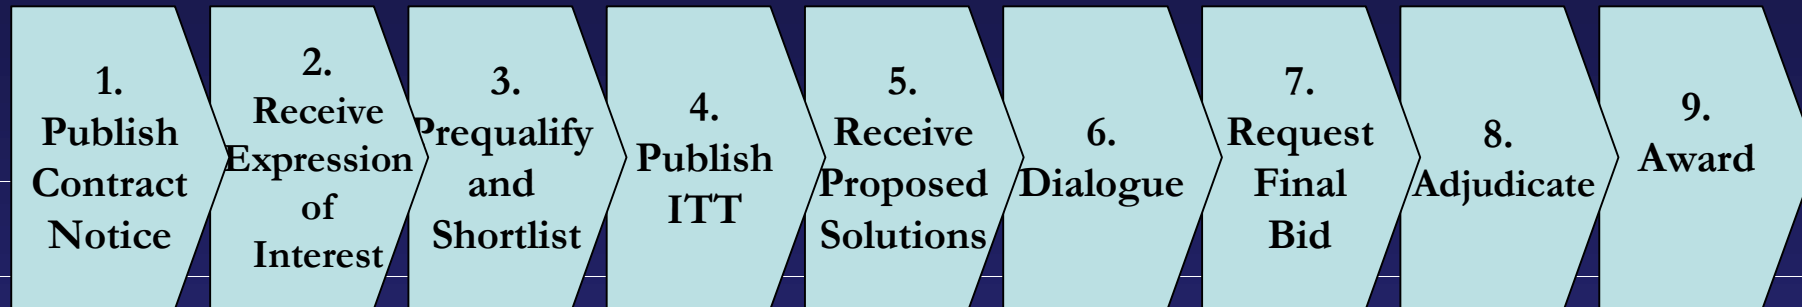 1.
Publish
Contract
Notice
2.
Receive
Expression
of
Interest
3.
Prequalify
and
Shortlist
4.
Publish
ITT
5.
Receive
Proposed
Solutions
6.
Dialogue
7.
Request
Final
Bid
8.
Adjudicate
9.
Award